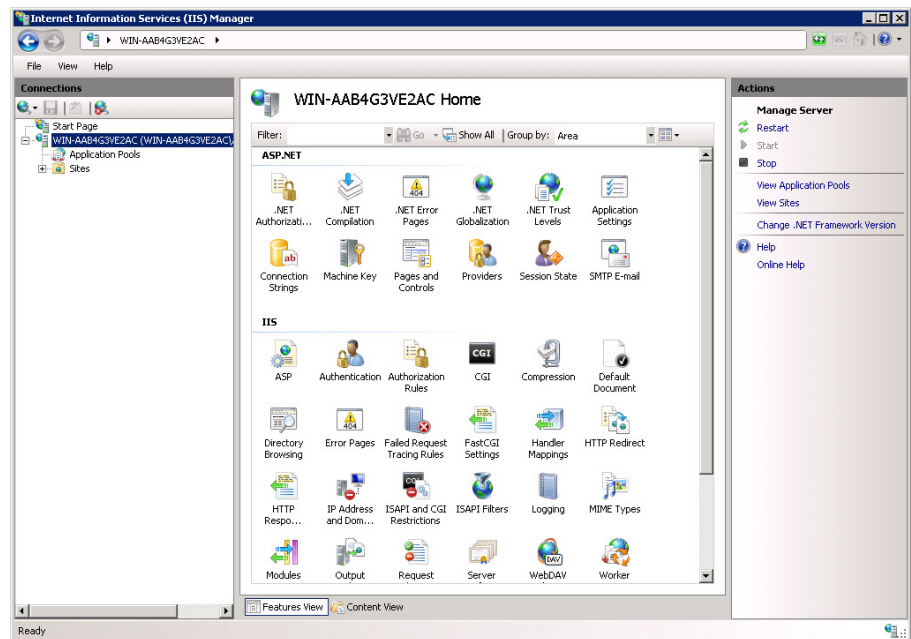 Internet Information Services (IIS) Manager
WIN-AAB4G3VE2AC
File View Help
Connections
Start Page
WIN-AAB4G3VE2AC (WIN-AAB4G3VE2AC\
Application Pools
Sites
WIN-AAB4G3VE2AC Home
Filter: Go Show All Group by: Area
ASP.NET
.NET Authorizati...
.NET Compilation
.NET Error Pages
.NET Globalization
.NET Trust Levels
Application Settings
Connection Strings
Machine Key
Pages and Controls
Providers
Session State
SMTP E-mail
IIS
ASP
Authentication
Authorization Rules
CGI
CGI
Compression
Default Document
Directory Browsing
Error Pages
Failed Request Tracing Rules
FastCGI Settings
Handler Mappings
HTTP Redirect
HTTP Respo...
IP Address and Dom...
ISAPI and CGI Restrictions
ISAPI Filters
Logging
MIME Types
Modules
Output
Request
Server
WebDAV
Worker
Features View Content View
Actions
Manage Server
Restart
Start
Stop
View Application Pools
View Sites
Change .NET Framework Version
Help
Online Help
Ready